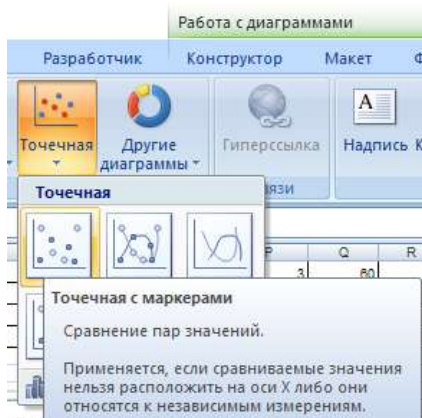 Работа с диаграммами
Разработчик Конструктор Макет Ф
Точечная Другие диаграммы Гиперссылка Надпись К
язи
Точечная
P Q R
3 60
Точечная с маркерами
Сравнение пар значений.
Применяется, если сравниваемые значения
нельзя расположить на оси X либо они
относятся к независимым измерениям.